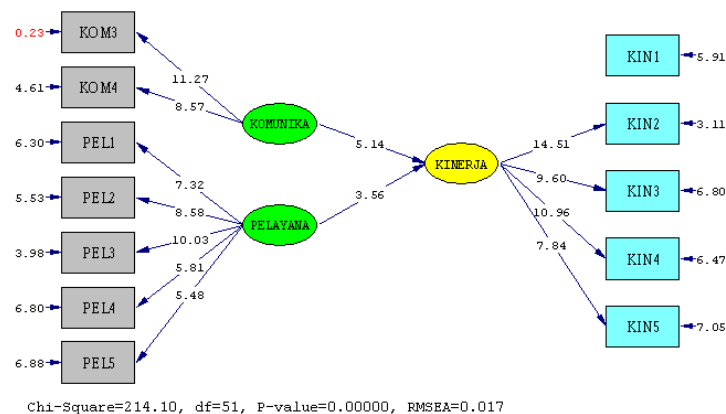 0.23 KOM3
4.61 KOM4
6.30 PEL1
5.53 PEL2
3.98 PEL3
6.80 PEL4
6.88 PEL5
11.27
8.57
7.32
8.58
10.03
5.81
5.48
KOMUNIKA
PELAYANA
5.14
3.56
KINERJA
14.51
9.60
10.96
7.84
KIN1 5.91
KIN2 3.11
KIN3 6.80
KIN4 6.47
KIN5 7.05
Chi-Square=214.10, df=51, P-value=0.00000, RMSEA=0.017